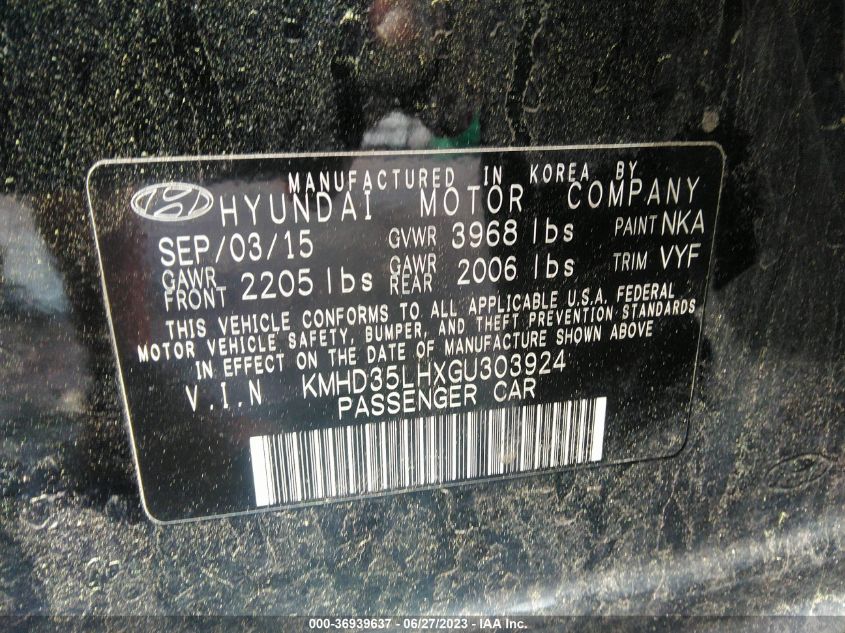 MANUFACTURED IN KOREA BY
HYUNDAI MOTOR COMPANY
SEP/03/15 GVWR 3968 lbs PAINT NKA
GAWR FRONT 2205 lbs GAWR REAR 2006 lbs TRIM VYF
THIS VEHICLE CONFORMS TO ALL APPLICABLE U.S.A. FEDERAL
MOTOR VEHICLE SAFETY, BUMPER, AND THEFT PREVENTION STANDARDS
IN EFFECT ON THE DATE OF MANUFACTURE SHOWN ABOVE
V.I.N KMHD35LHXGU303924
PASSENGER CAR
000-36939637 - 06/27/2023 - IAA Inc.